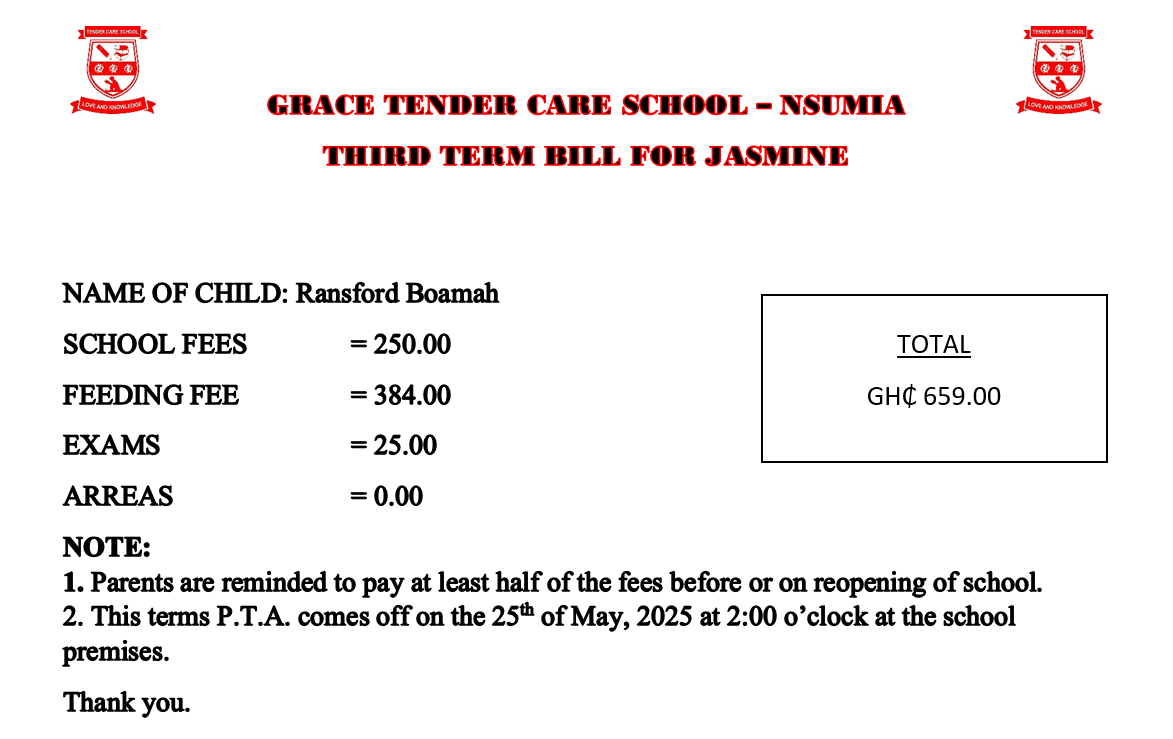 TENDER CARE SCHOOL
LOVE AND KNOWLEDGE
TENDER CARE SCHOOL
LOVE AND KNOWLEDGE
GRACE TENDER CARE SCHOOL – NSUMIA
THIRD TERM BILL FOR JASMINE
NAME OF CHILD: Ransford Boamah
SCHOOL FEES = 250.00
FEEDING FEE = 384.00
EXAMS = 25.00
ARREAS = 0.00
TOTAL
GH₵ 659.00
NOTE:
1. Parents are reminded to pay at least half of the fees before or on reopening of school.
2. This terms P.T.A. comes off on the 25th of May, 2025 at 2:00 o’clock at the school
premises.
Thank you.